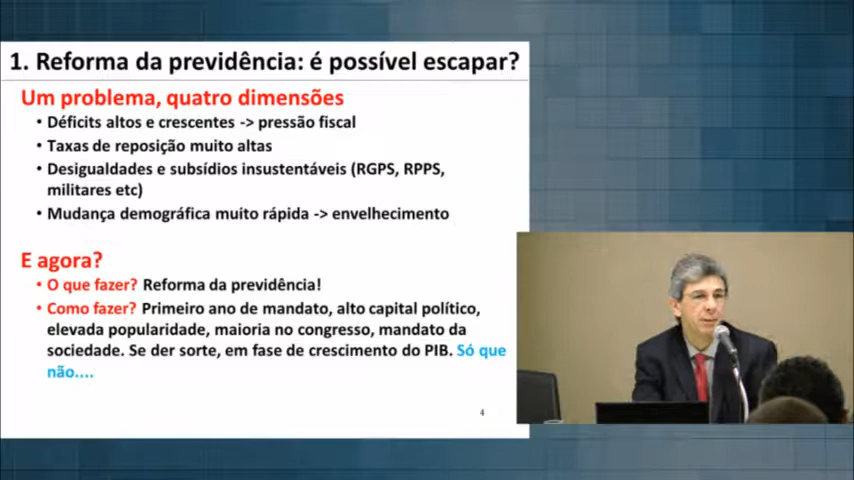 1. Reforma da previdência: é possível escapar?
Um problema, quatro dimensões
• Déficits altos e crescentes -> pressão fiscal
• Taxas de reposição muito altas
• Desigualdades e subsídios insustentáveis (RGPS, RPPS,
militares etc)
• Mudança demográfica muito rápida -> envelhecimento
E agora?
• O que fazer? Reforma da previdência!
• Como fazer? Primeiro ano de mandato, alto capital político,
elevada popularidade, maioria no congresso, mandato da
sociedade. Se der sorte, em fase de crescimento do PIB. Só que
não....
4